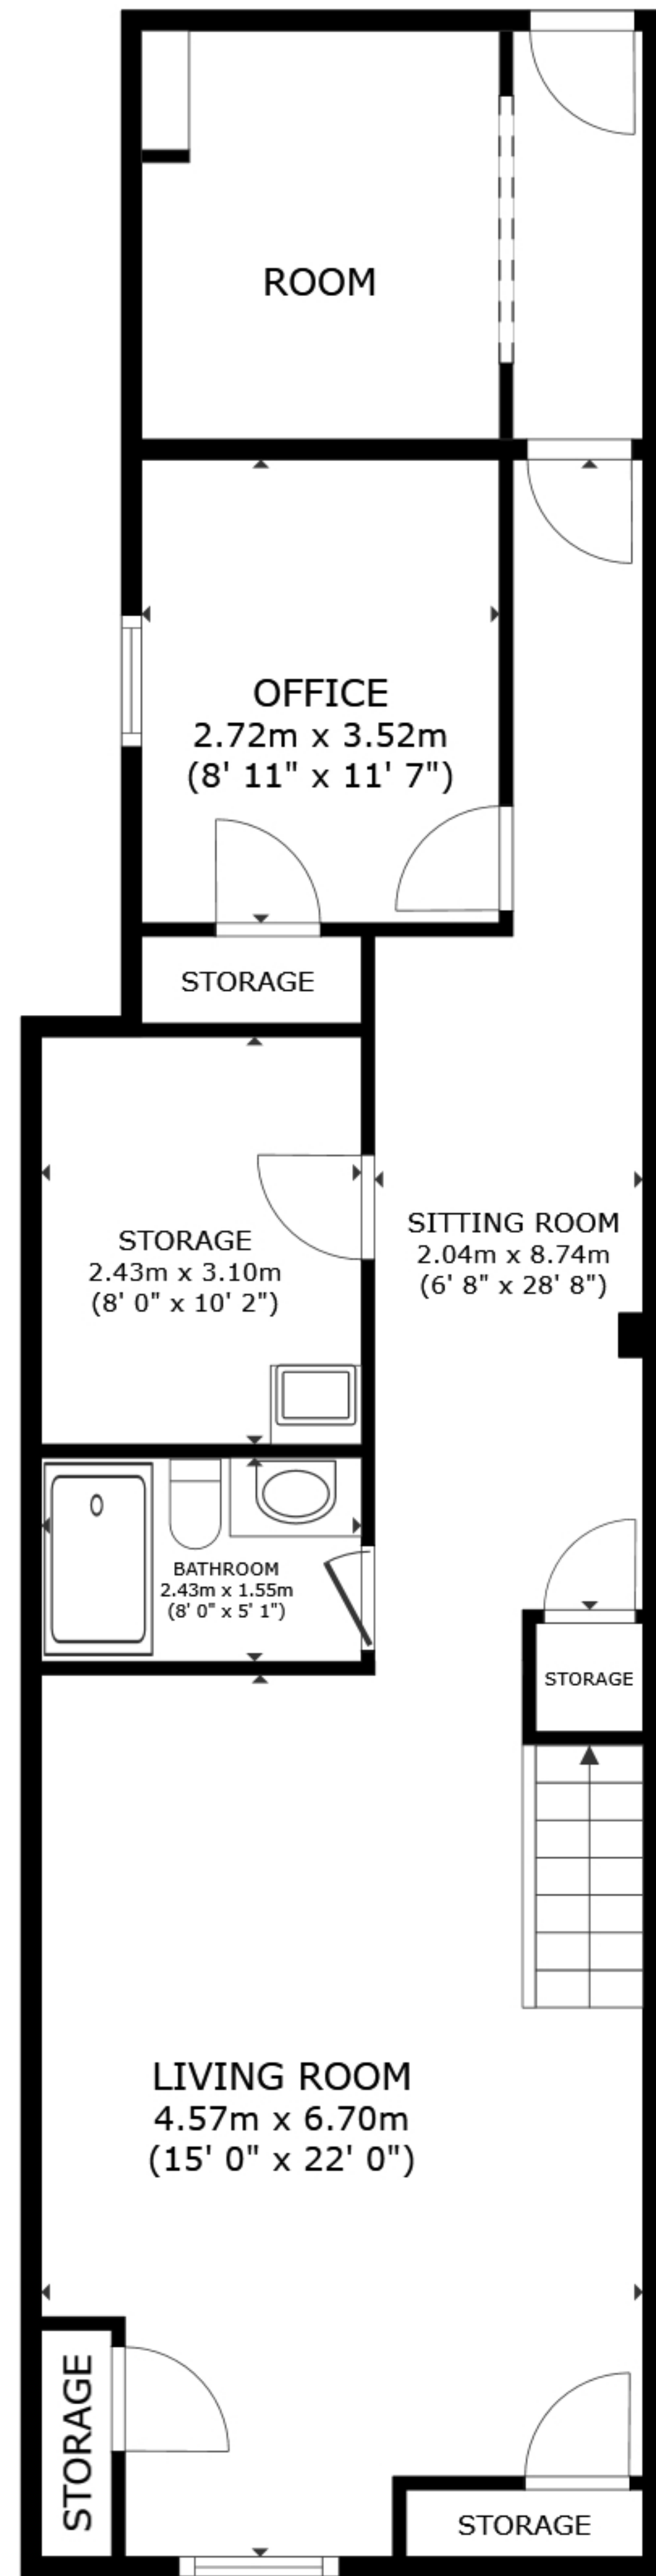 ROOM
OFFICE
2.72m x 3.52m
(8' 11" x 11' 7")
STORAGE
SITTING ROOM
2.04m x 8.74m
(6' 8" x 28' 8")
STORAGE
2.43m x 3.10m
(8' 0" x 10' 2")
BATHROOM
2.43m x 1.55m
(8' 0" x 5' 1")
STORAGE
LIVING ROOM
4.57m x 6.70m
(15' 0" x 22' 0")
STORAGE
STORAGE